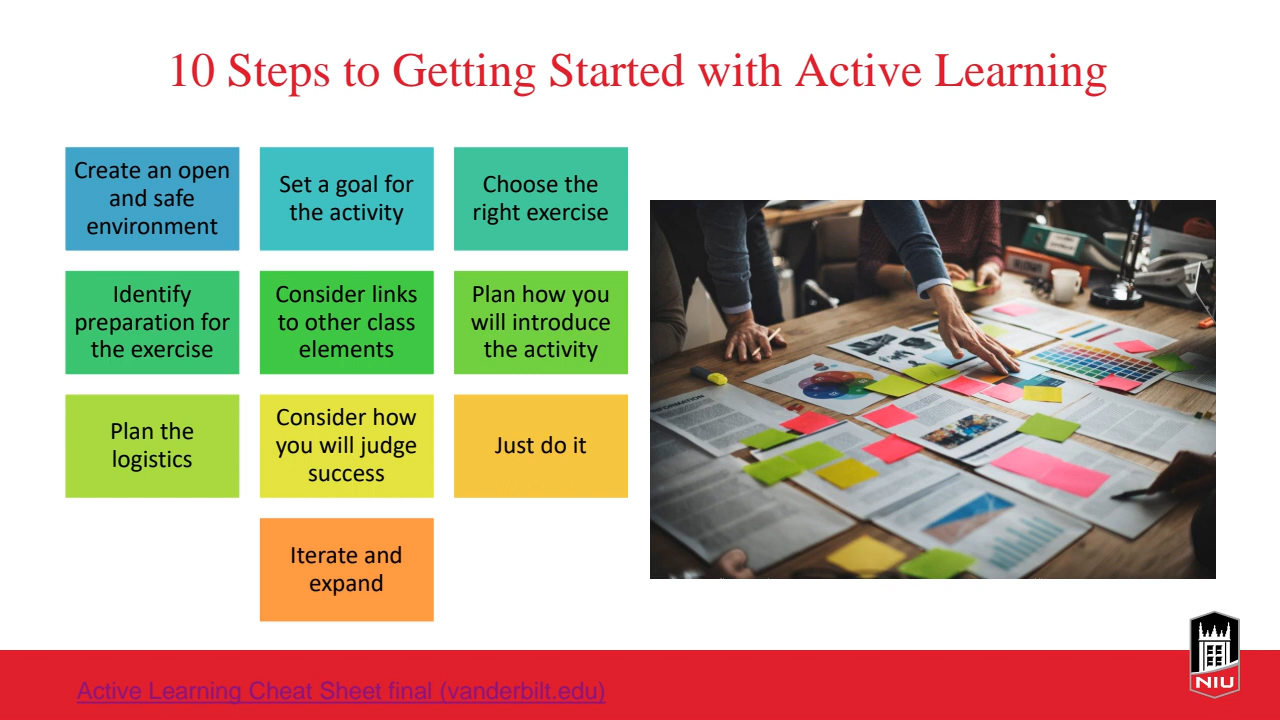 10 Steps to Getting Started with Active Learning
Create an open
and safe
environment
Set a goal for
the activity
Choose the
right exercise
Identify
preparation for
the exercise
Consider links
to other class
elements
Plan how you
will introduce
the activity
Plan the
logistics
Consider how
you will judge
success
Just do it
Iterate and
expand
INFORMATION
NIU
Active Learning Cheat Sheet final (vanderbilt.edu)